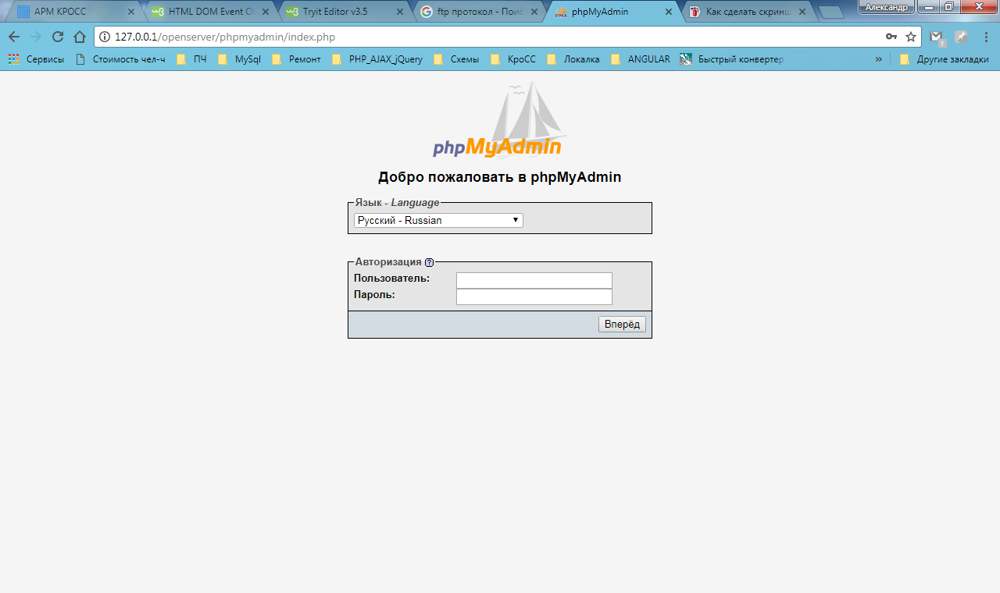 АРМ КРОСС
HTML DOM Event Ob
Tryit Editor v3.5
ftp протокол - Поис
phpMyAdmin
Как сделать скринш
Александр
127.0.0.1/openserver/phpmyadmin/index.php
Сервисы
Стоимость чел-ч
ПЧ
MySql
Ремонт
PHP_AJAX_jQuery
Схемы
КроСС
Локалка
ANGULAR
Быстрый конвертер
»
Другие закладки
phpMyAdmin
Добро пожаловать в phpMyAdmin
Язык - Language
Русский - Russian
Авторизация ?
Пользователь:
Пароль:
Вперёд